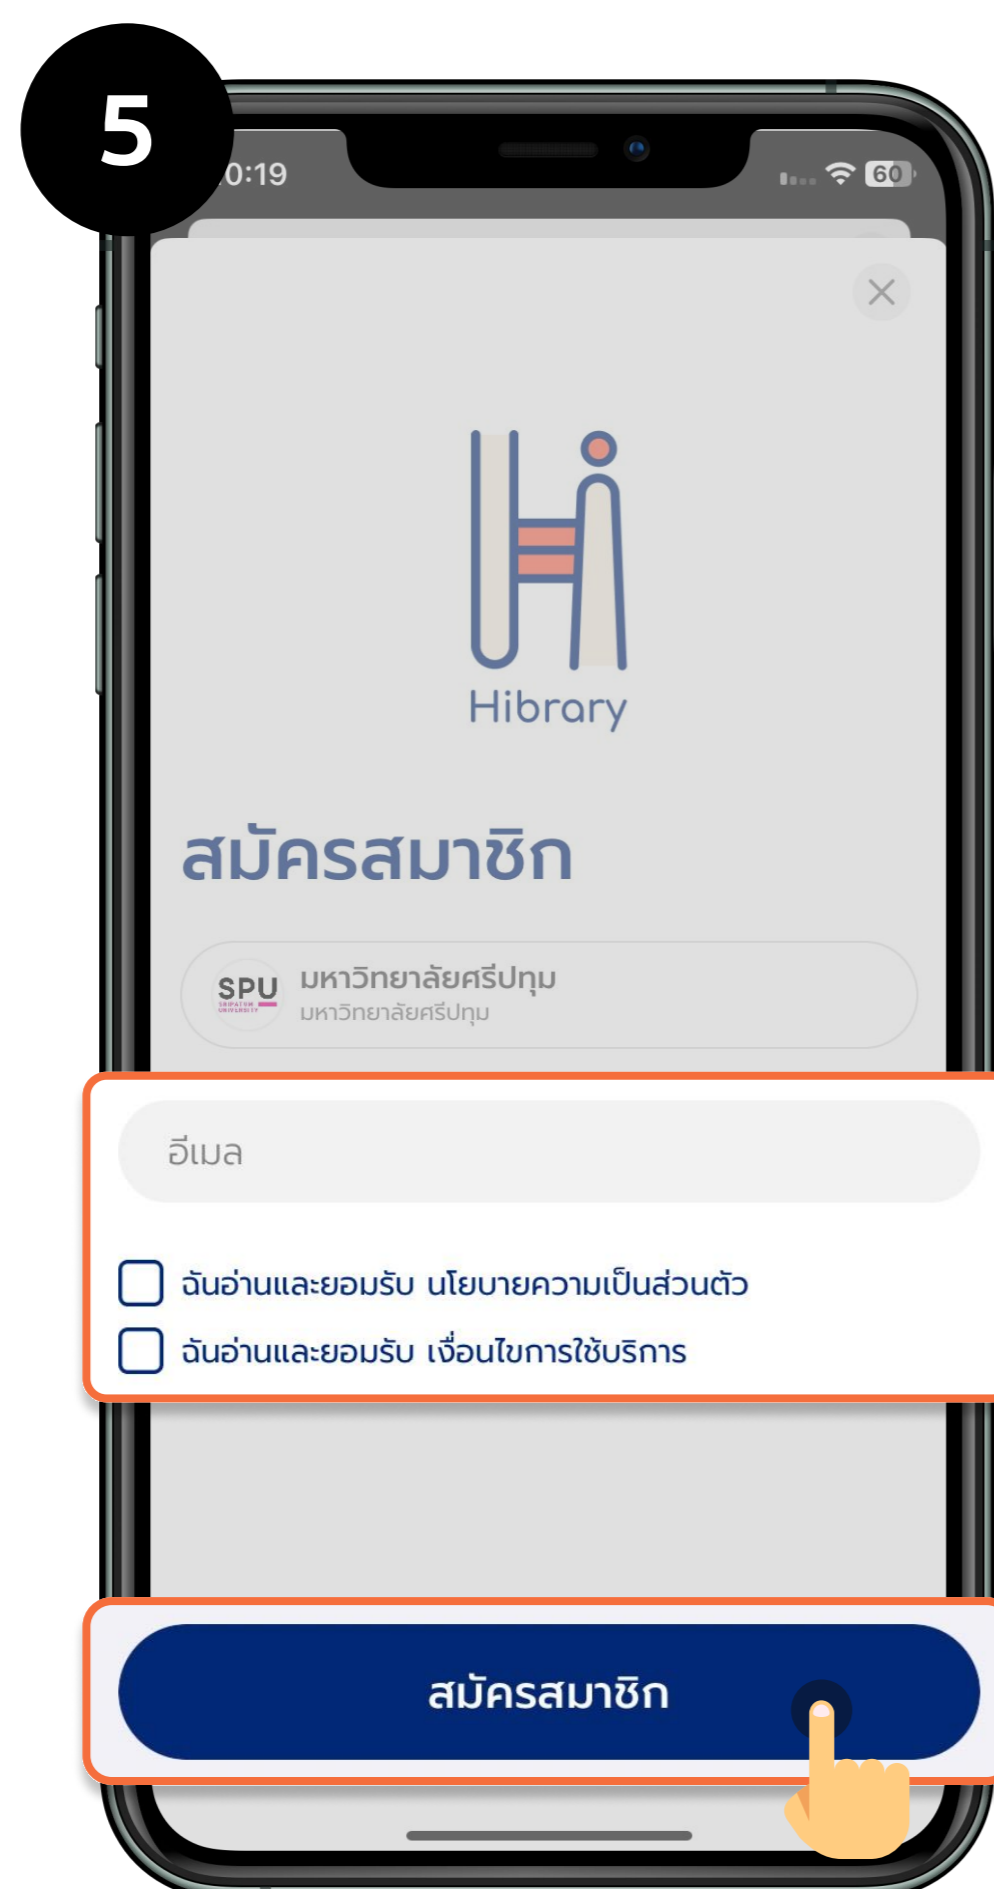 5
0:19
60
Hibrary
สมัครสมาชิก
SPU
SRIPATUM
UNIVERSITY
มหาวิทยาลัยศรีปทุม
มหาวิทยาลัยศรีปทุม
อีเมล
ฉันอ่านและยอมรับ นโยบายความเป็นส่วนตัว
ฉันอ่านและยอมรับ เงื่อนไขการใช้บริการ
สมัครสมาชิก